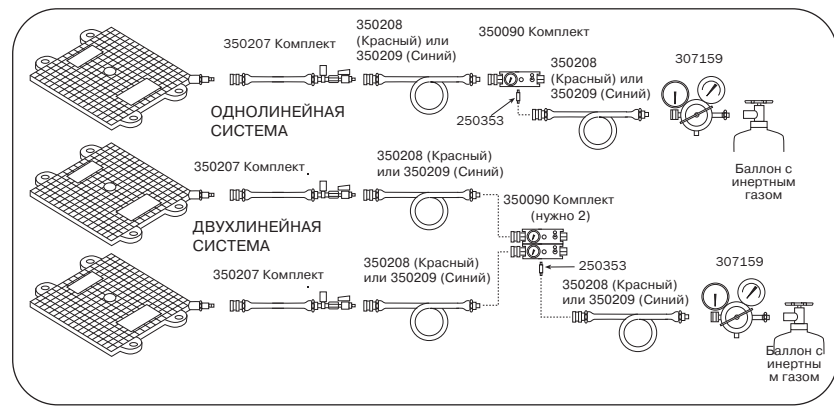 350207 Комплект
350208
(Красный) или
350209 (Синий)
350090 Комплект
350208
(Красный) или
350209 (Синий)
307159
250353
ОДНОЛИНЕЙНАЯ
СИСТЕМА
Баллон с
инертным
газом
350207 Комплект
350208 (Красный)
или 350209 (Синий)
350090 Комплект
(нужно 2)
ДВУХЛИНЕЙНАЯ
СИСТЕМА
350207 Комплект
350208 (Красный)
или 350209 (Синий)
250353
350208 (Красный)
или 350209 (Синий)
307159
Баллон с
инертны
м газом